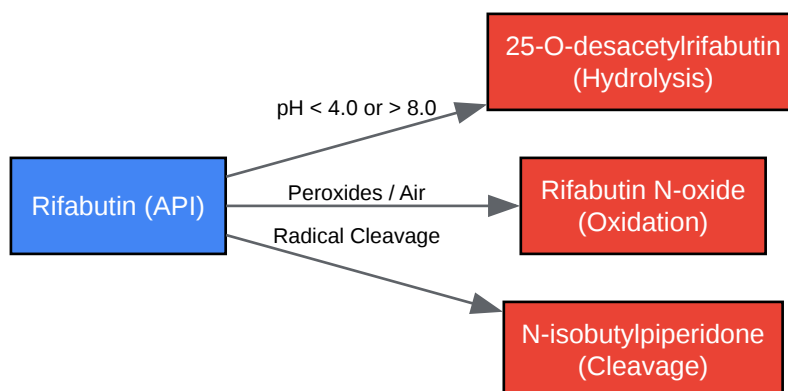 25-O-desacetylrifabutin
(Hydrolysis)
pH < 4.0 or > 8.0
Rifabutin (API)
Peroxides / Air
Rifabutin N-oxide
(Oxidation)
Radical Cleavage
N-isobutylpiperidone
(Cleavage)